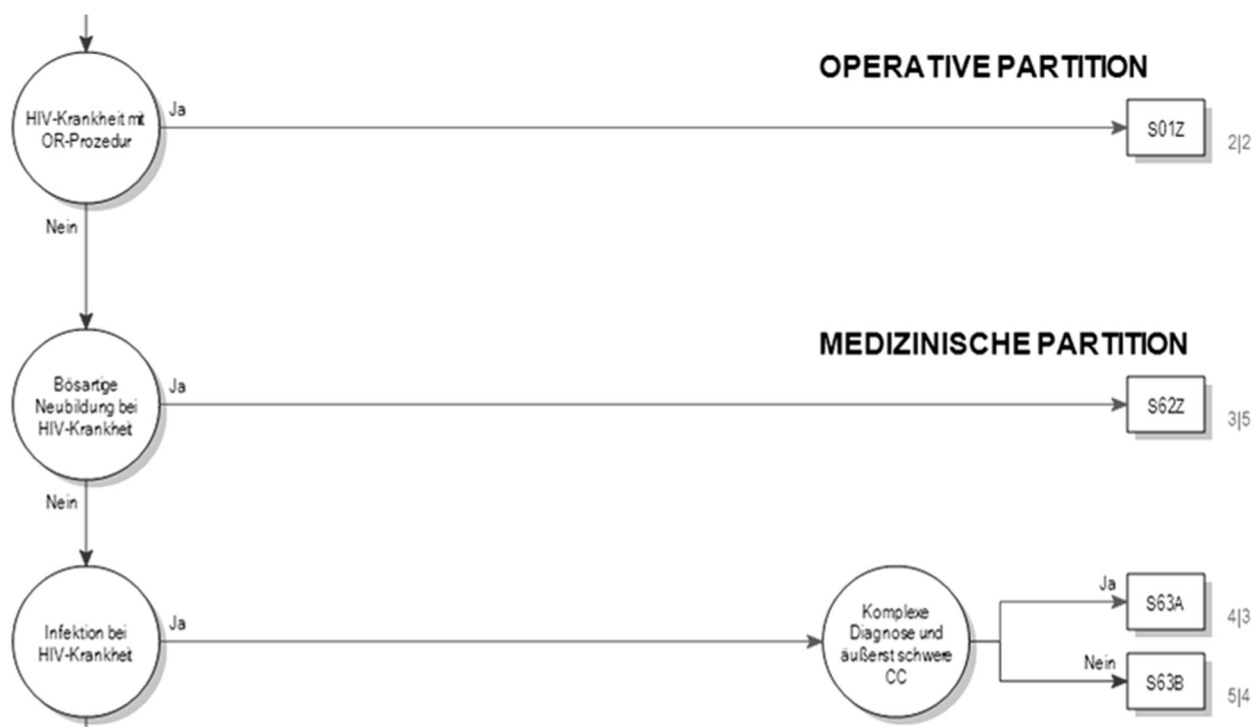 OPERATIVE PARTITION
HIV-Krankheit mit
OR-Prozedur
Ja
S01Z
2|2
Nein
MEDIZINISCHE PARTITION
Bösartige
Neubildung bei
HIV-Krankheit
Ja
S62Z
3|5
Nein
Infektion bei
HIV-Krankheit
Ja
Komplexe
Diagnose und
äußerst schwere
CC
Ja
S63A
4|3
Nein
S63B
5|4